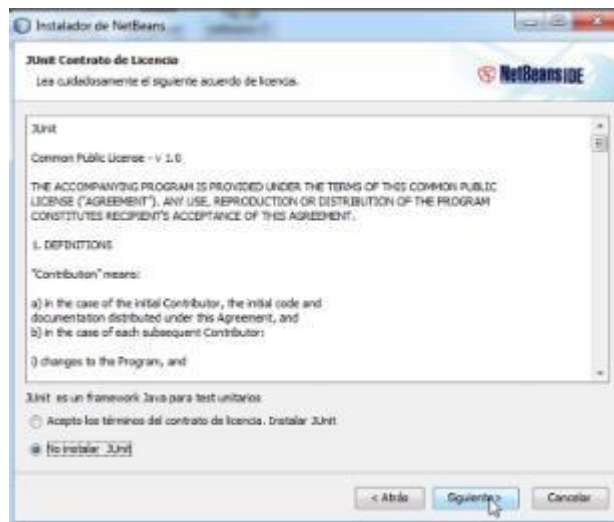 Instalador de NetBeans
JUnit Contrato de Licencia
Lea cuidadosamente el siguiente acuerdo de licencia.
NetBeans IDE
JUnit
Common Public License - v 1.0
THE ACCOMPANYING PROGRAM IS PROVIDED UNDER THE TERMS OF THIS COMMON PUBLIC
LICENSE ("AGREEMENT"). ANY USE, REPRODUCTION OR DISTRIBUTION OF THE PROGRAM
CONSTITUTES RECIPIENT'S ACCEPTANCE OF THIS AGREEMENT.
1. DEFINITIONS
"Contribution" means:
a) in the case of the initial Contributor, the initial code and
documentation distributed under this Agreement, and
b) in the case of each subsequent Contributor:
i) changes to the Program, and
JUnit es un framework Java para test unitarios
Acepto los términos del contrato de licencia. Instalar JUnit
No instalar JUnit
< Atrás
Siguiente >
Cancelar